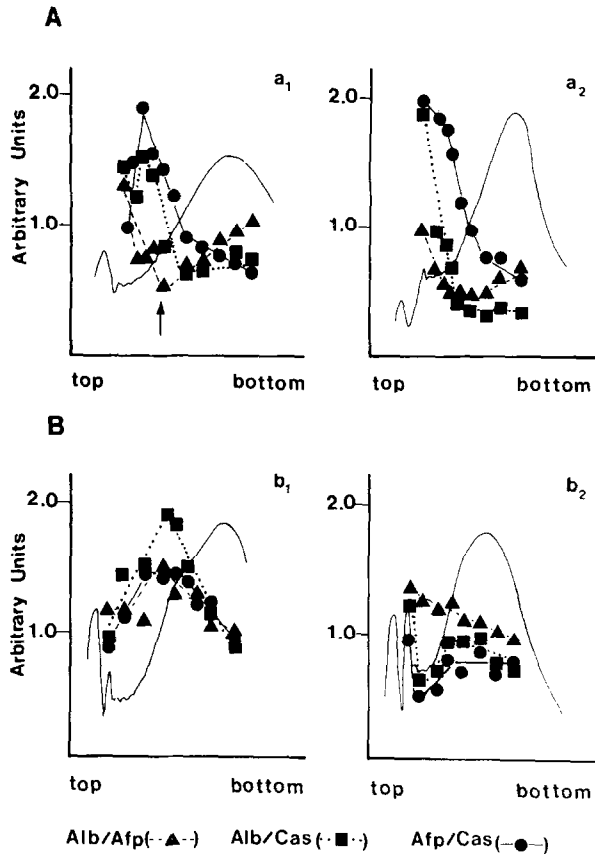 A
a1
a2
2.0
1.0
Arbitrary Units
2.0
1.0
top
bottom
top
bottom
B
b1
b2
2.0
1.0
Arbitrary Units
2.0
1.0
top
bottom
top
bottom
Alb/Afp(--▲--)
Alb/Cas(··■··)
Afp/Cas(—●—)